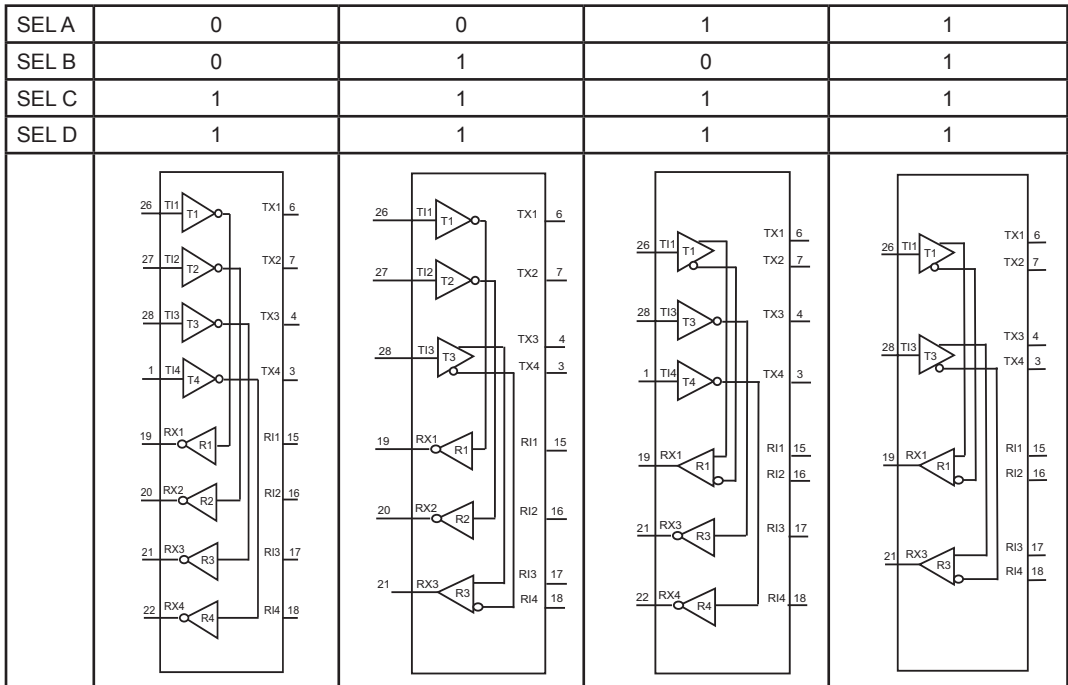 SEL A 0 0 1 1
SEL B 0 1 0 1
SEL C 1 1 1 1
SEL D 1 1 1 1
26 TI1 T1 TX1 6
27 TI2 T2 TX2 7
28 TI3 T3 TX3 4
1 TI4 T4 TX4 3
19 RX1 R1 RI1 15
20 RX2 R2 RI2 16
21 RX3 R3 RI3 17
22 RX4 R4 RI4 18
26 TI1 T1 TX1 6
27 TI2 T2 TX2 7
TX3 4
28 TI3 T3 TX4 3
19 RX1 R1 RI1 15
20 RX2 R2 RI2 16
RI3 17
21 RX3 R3 RI4 18
TX1 6
26 TI1 T1 TX2 7
28 TI3 T3 TX3 4
1 TI4 T4 TX4 3
RI1 15
19 RX1 R1 RI2 16
21 RX3 R3 RI3 17
22 RX4 R4 RI4 18
TX1 6
26 TI1 T1 TX2 7
TX3 4
28 TI3 T3 TX4 3
RI1 15
19 RX1 R1 RI2 16
RI3 17
21 RX3 R3 RI4 18